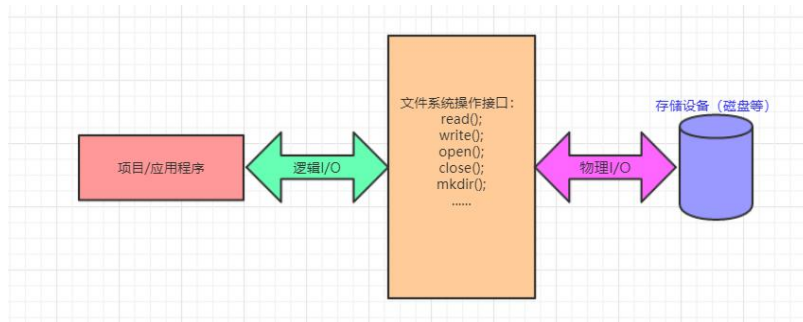 项目/应用程序
逻辑I/O
文件系统操作接口：
read();
write();
open();
close();
mkdir();
......
物理I/O
存储设备（磁盘等）